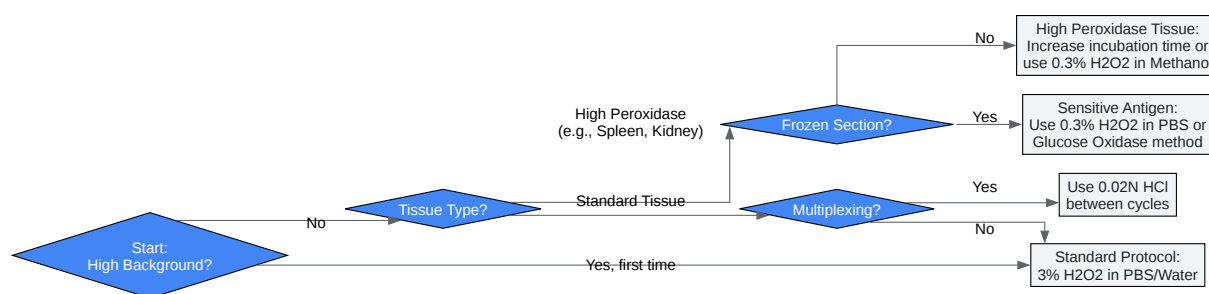 High Peroxidase Tissue:
Increase incubation time or
use 0.3% H2O2 in Methano
No
High Peroxidase
(e.g., Spleen, Kidney)
Frozen Section?
Yes
Sensitive Antigen:
Use 0.3% H2O2 in PBS or
Glucose Oxidase method
Tissue Type?
Standard Tissue
Multiplexing?
Yes
Use 0.02N HCl
between cycles
No
No
Start:
High Background?
Yes, first time
Standard Protocol:
3% H2O2 in PBS/Water